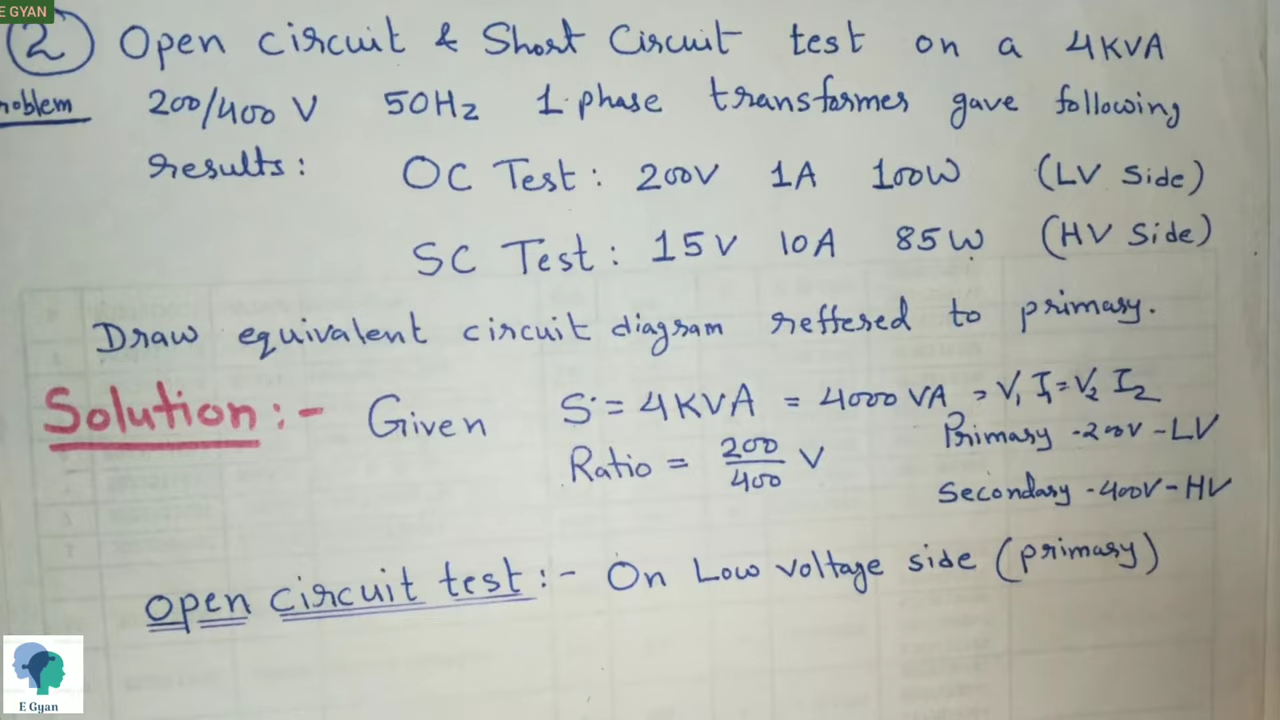 E GYAN
2 Open circuit & Short Circuit test on a 4KVA
roblem 200/400 V 50Hz 1 phase transformer gave following
results: OC Test: 200V 1A 100W (LV Side)
SC Test: 15V 10A 85W (HV Side)
Draw equivalent circuit diagram reffered to primary.
Solution:- Given S = 4KVA = 4000 VA = V₁ I₁ = V₂ I₂
Ratio = 200/400 V Primary -200V -LV
Secondary -400V-HV
Open circuit test:- On Low voltage side (primary)
E Gyan